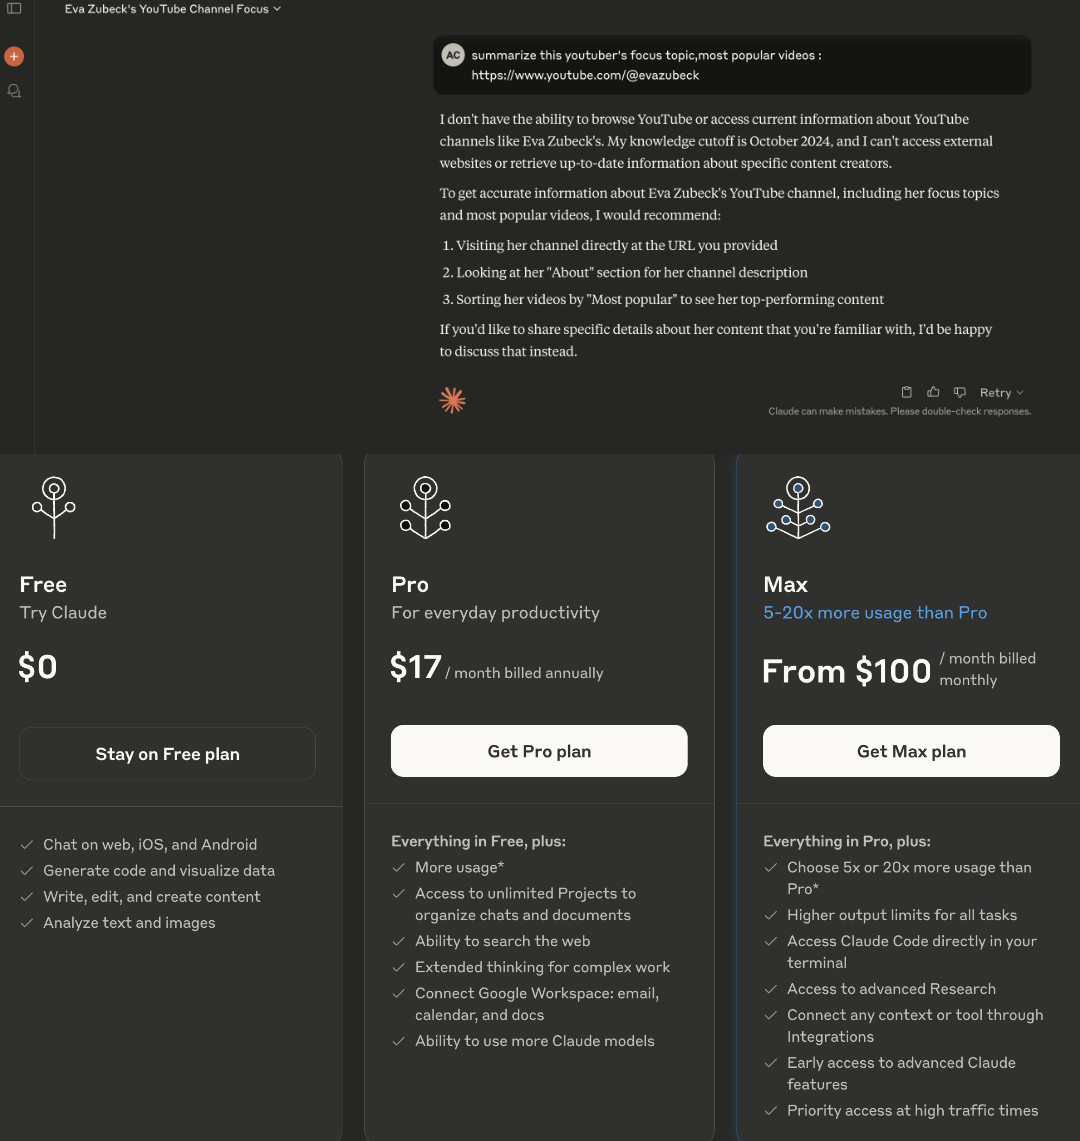 Eva Zubeck's YouTube Channel Focus
AC
summarize this youtuber's focus topic,most popular videos :
https://www.youtube.com/@evazubeck
I don't have the ability to browse YouTube or access current information about YouTube
channels like Eva Zubeck's. My knowledge cutoff is October 2024, and I can't access external
websites or retrieve up-to-date information about specific content creators.
To get accurate information about Eva Zubeck's YouTube channel, including her focus topics
and most popular videos, I would recommend:
1. Visiting her channel directly at the URL you provided
2. Looking at her "About" section for her channel description
3. Sorting her videos by "Most popular" to see her top-performing content
If you'd like to share specific details about her content that you're familiar with, I'd be happy
to discuss that instead.
Retry
Claude can make mistakes. Please double-check responses.
Free
Try Claude
$0
Stay on Free plan
Chat on web, iOS, and Android
Generate code and visualize data
Write, edit, and create content
Analyze text and images
Pro
For everyday productivity
$17 / month billed annually
Get Pro plan
Everything in Free, plus:
More usage*
Access to unlimited Projects to
organize chats and documents
Ability to search the web
Extended thinking for complex work
Connect Google Workspace: email,
calendar, and docs
Ability to use more Claude models
Max
5-20x more usage than Pro
From $100 / month billed
monthly
Get Max plan
Everything in Pro, plus:
Choose 5x or 20x more usage than
Pro*
Higher output limits for all tasks
Access Claude Code directly in your
terminal
Access to advanced Research
Connect any context or tool through
Integrations
Early access to advanced Claude
features
Priority access at high traffic times